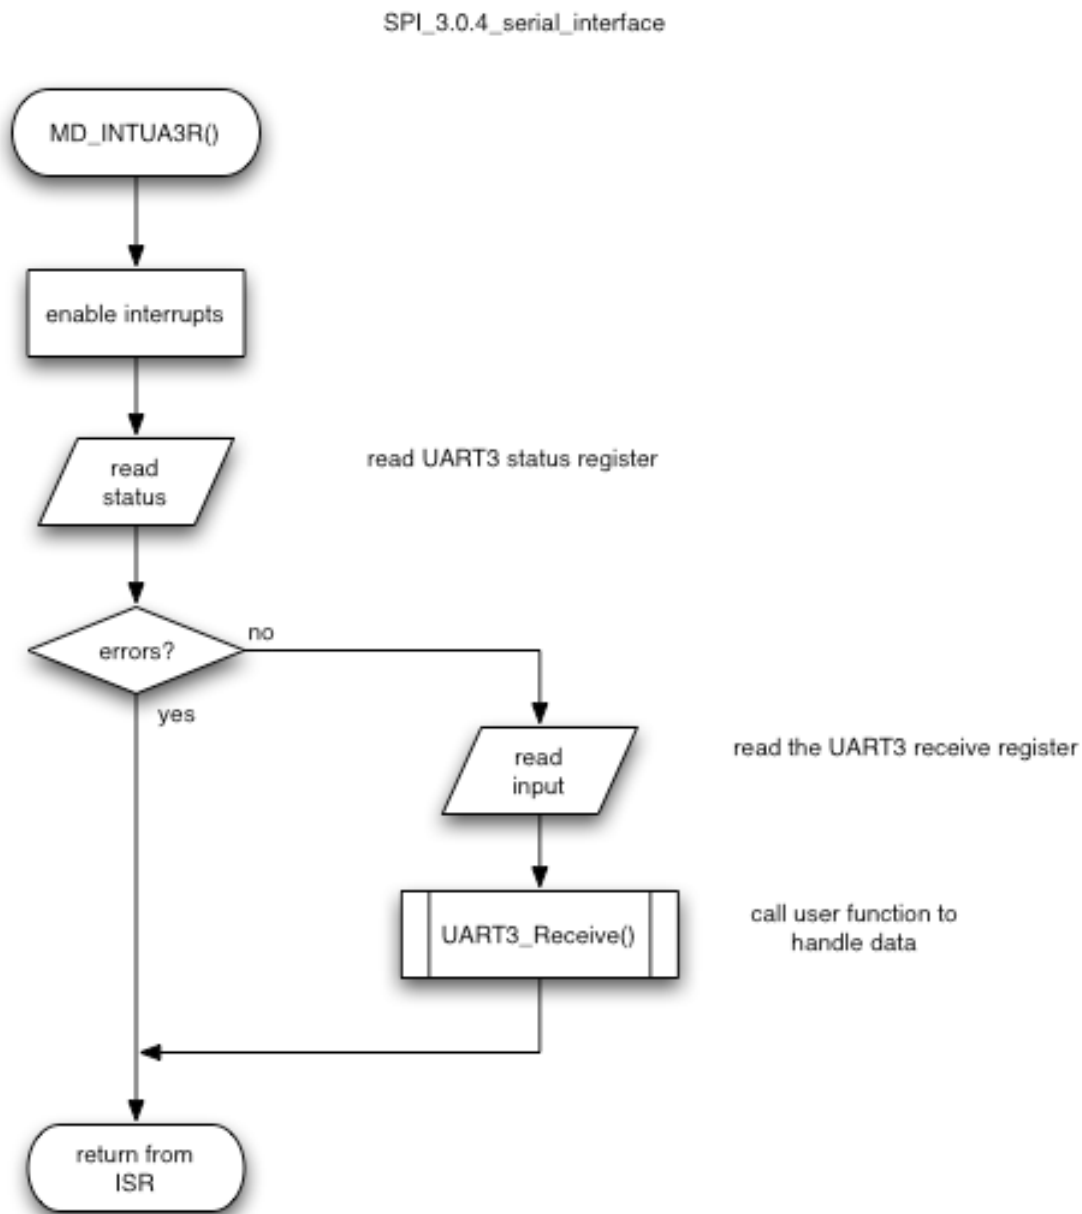 SPI_3.0.4_serial_interface
MD_INTUA3R()
enable interrupts
read
status
read UART3 status register
errors?
no
yes
read
input
read the UART3 receive register
UART3_Receive()
call user function to
handle data
return from
ISR